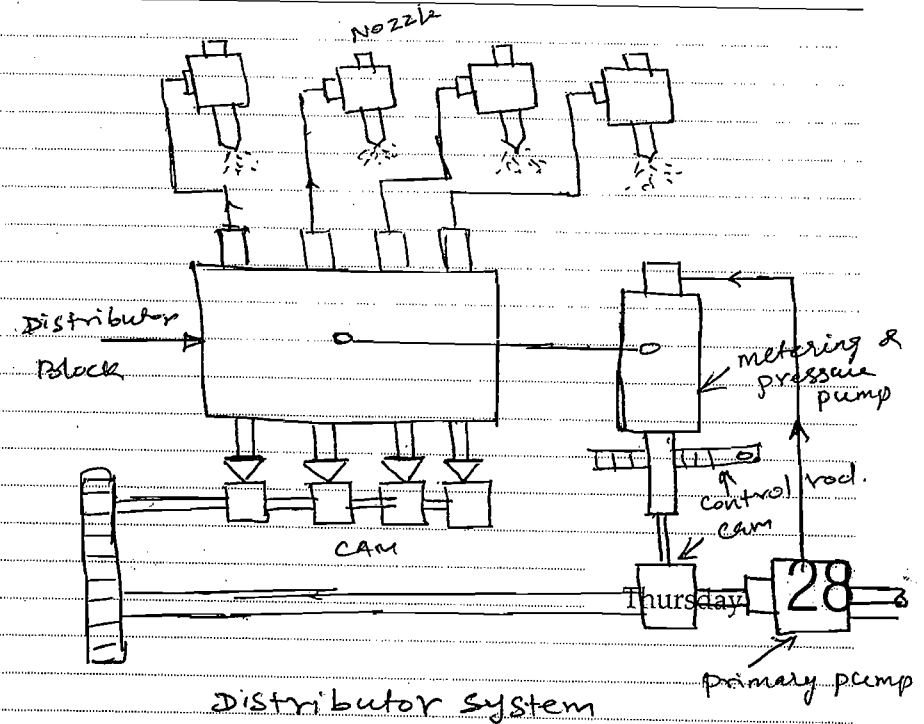 Nozzle
Distributor
Block
metering &
pressure
pump
control rod.
cam
CAM
Thursday
28
primary pump
Distributor system